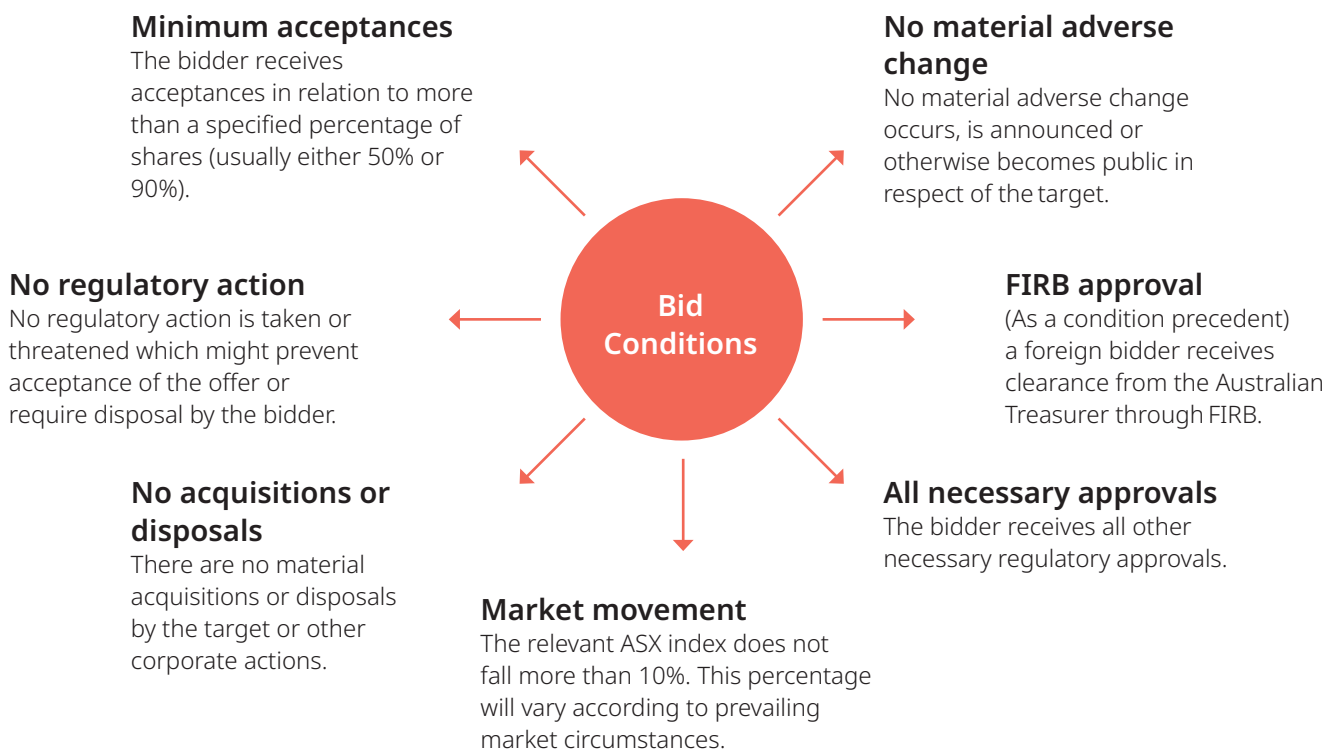 Minimum acceptances
The bidder receives
acceptances in relation to more
than a specified percentage of
shares (usually either 50% or
90%).
No material adverse
change
No material adverse change
occurs, is announced or
otherwise becomes public in
respect of the target.
No regulatory action
No regulatory action is taken or
threatened which might prevent
acceptance of the offer or
require disposal by the bidder.
Bid
Conditions
FIRB approval
(As a condition precedent)
a foreign bidder receives
clearance from the Australian
Treasurer through FIRB.
No acquisitions or
disposals
There are no material
acquisitions or disposals
by the target or other
corporate actions.
Market movement
The relevant ASX index does not
fall more than 10%. This percentage
will vary according to prevailing
market circumstances.
All necessary approvals
The bidder receives all other
necessary regulatory approvals.